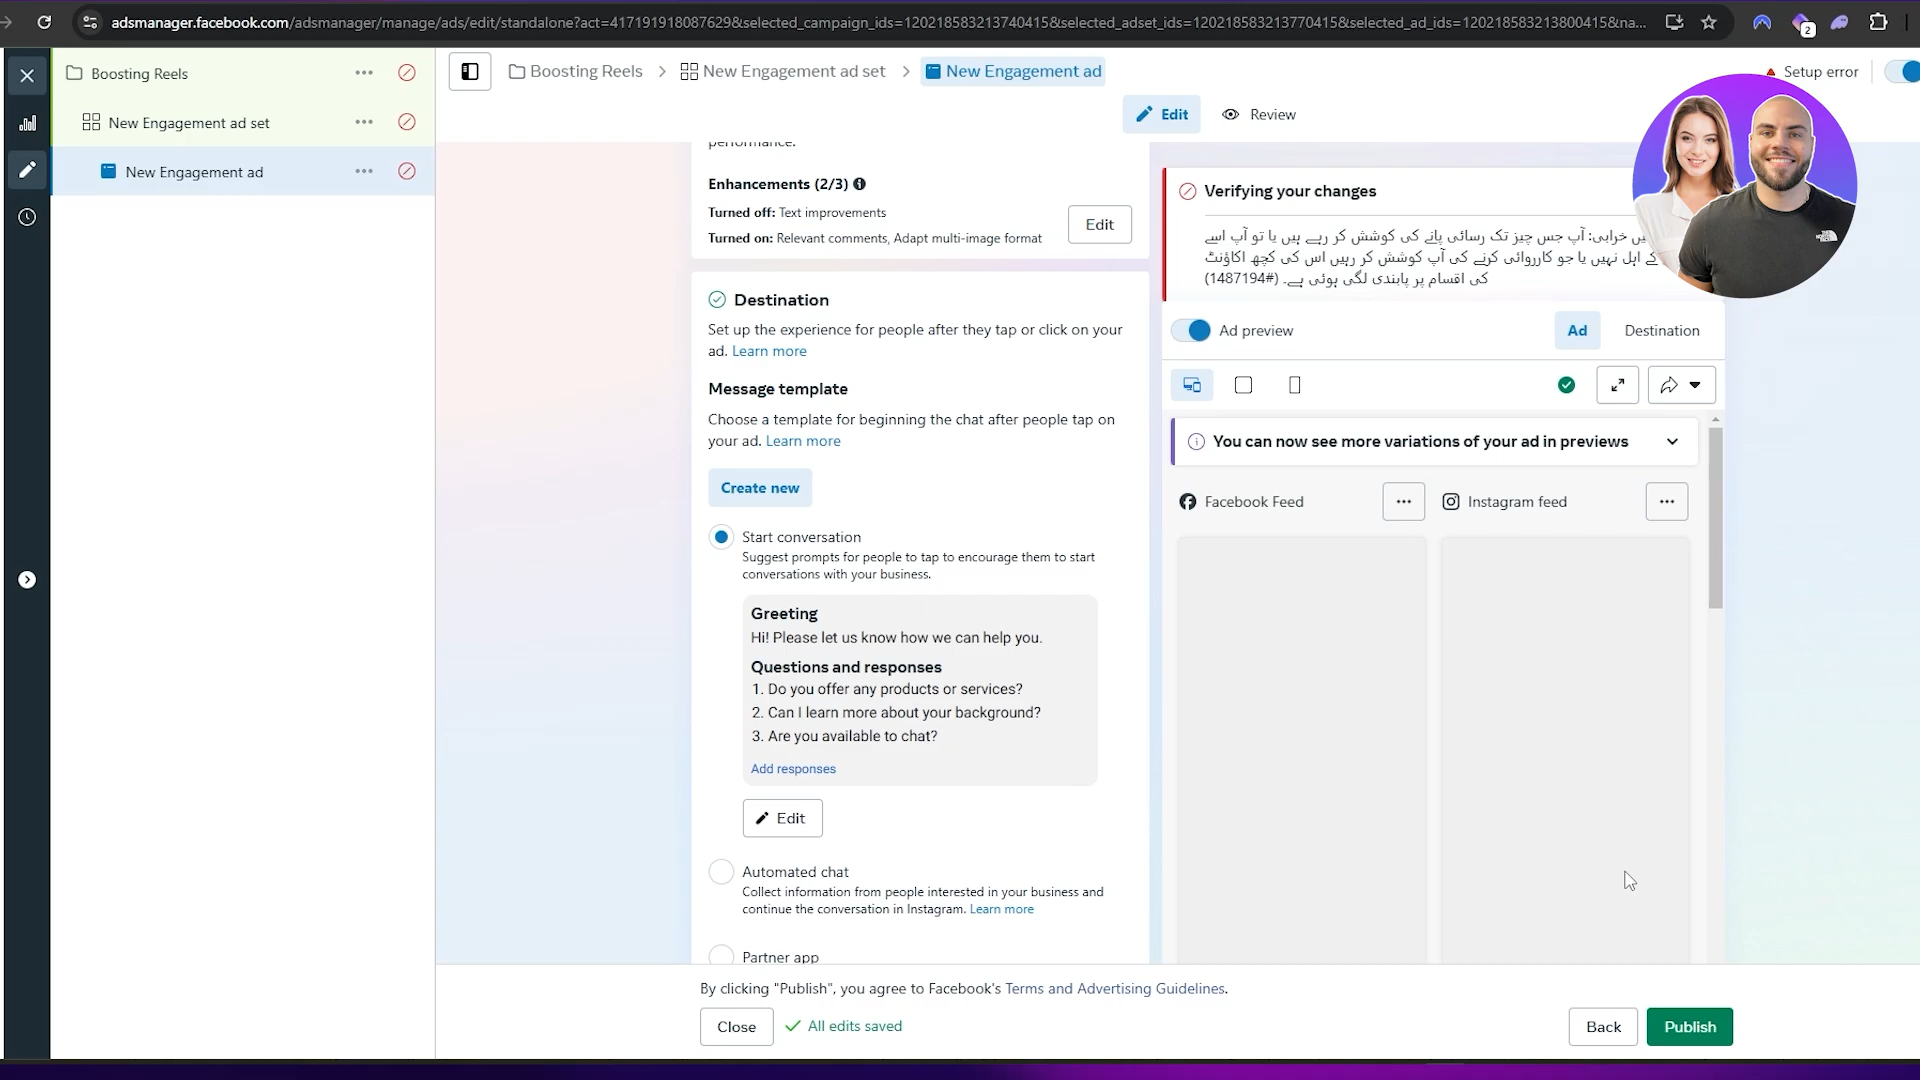 adsmanager.facebook.com/adsmanager/manage/ads/edit/standalone?act=417191918087629&selected_campaign_ids=120218583213740415&selected_adset_ids=120218583213770415&selected_ad_ids=120218583213800415&na...
2
Boosting Reels
New Engagement ad set
New Engagement ad
Boosting Reels > New Engagement ad set > New Engagement ad
Setup error
Edit
Review
performance.
Enhancements (2/3)
Turned off: Text improvements
Turned on: Relevant comments, Adapt multi-image format
Edit
Destination
Set up the experience for people after they tap or click on your
ad. Learn more
Message template
Choose a template for beginning the chat after people tap on
your ad. Learn more
Create new
Start conversation
Suggest prompts for people to tap to encourage them to start
conversations with your business.
Greeting
Hi! Please let us know how we can help you.
Questions and responses
1. Do you offer any products or services?
2. Can I learn more about your background?
3. Are you available to chat?
Add responses
Edit
Automated chat
Collect information from people interested in your business and
continue the conversation in Instagram. Learn more
Partner app
Verifying your changes
خرابی: آپ جس چیز تک رسائی پانے کی کوشش کر رہے ہیں یا تو آپ اسے
کے اہل نہیں یا جو کارروائی کرنے کی آپ کوشش کر رہیں اس کی کچھ اکاؤنٹ
کی اقسام پر پابندی لگی ہوئی ہے۔ (#1487194)
Ad preview
Ad
Destination
You can now see more variations of your ad in previews
Facebook Feed
Instagram feed
By clicking "Publish", you agree to Facebook's Terms and Advertising Guidelines.
Close
All edits saved
Back
Publish